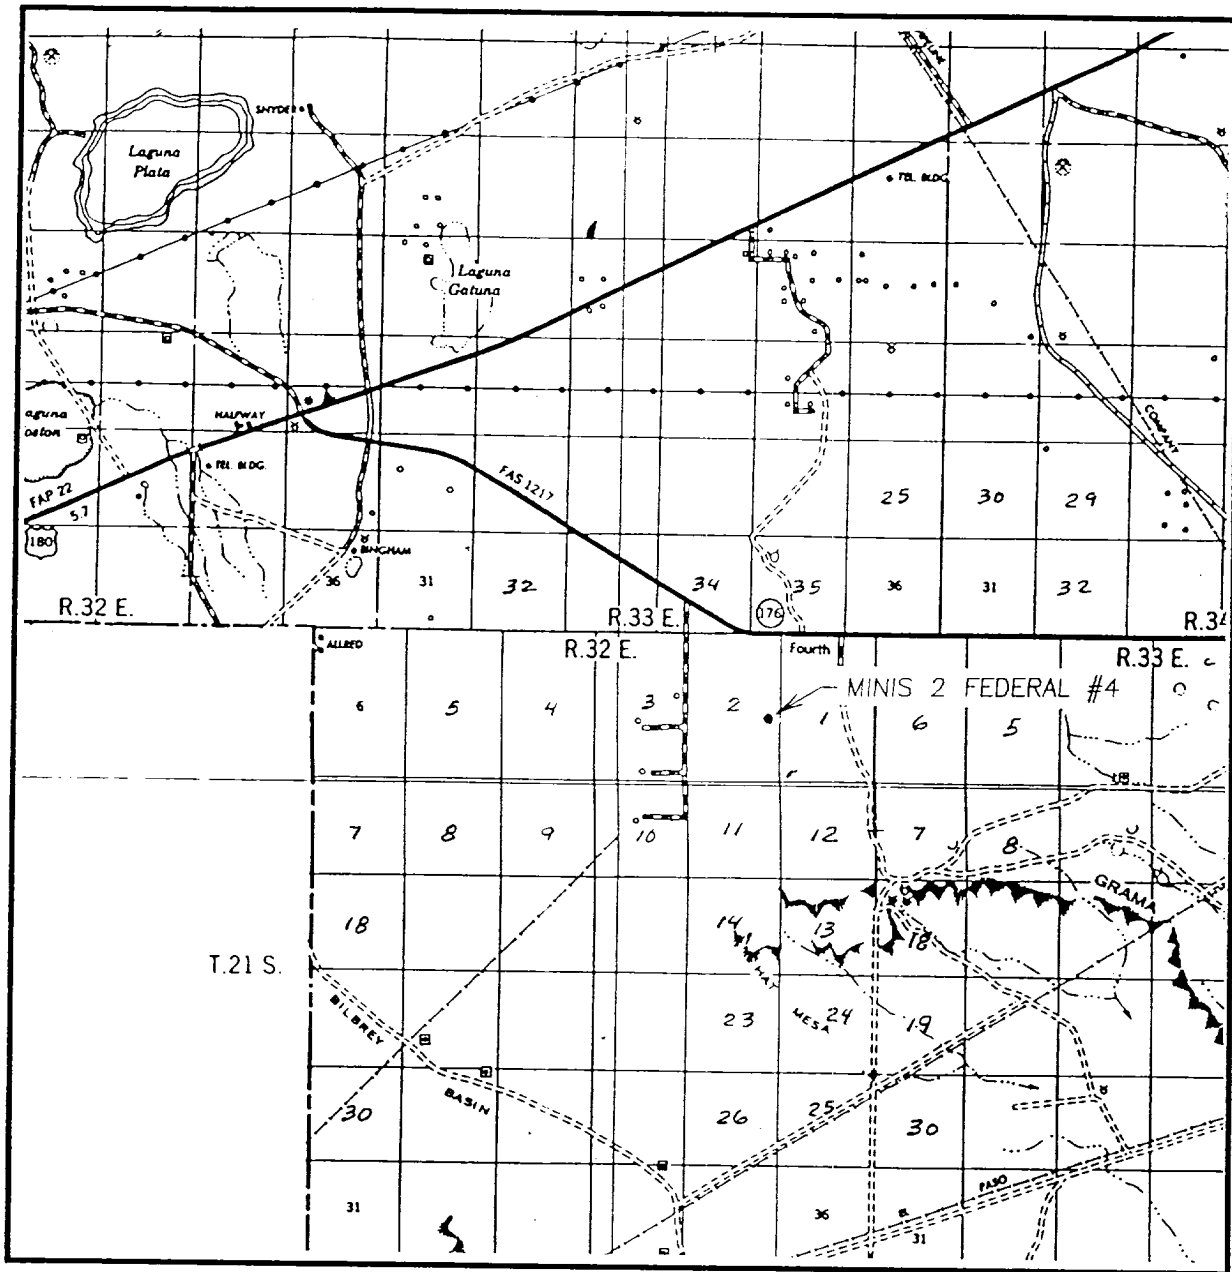 SNYDER
Laguna
Plata
TEL. BLDG.
Laguna
Gatuna
aguna
oston
HALFWAY
TEL. BLDG.
FAP 22
5.7
180
FAS 1217
COMPANY
25 30 29
BINGHAM
36 31 32 34 35 36 31 32
R.32 E. R.33 E. 176 R.34
ALLRED
R.32 E. Fourth R.33 E.
MINIS 2 FEDERAL #4
6 5 4 3 2 1 6 5
7 8 9 10 11 12 7 8
GRAMA
18 14 13 18
HAT
MESA
T.21 S.
23 24 19
BILBREY
BASIN
30 26 25 30
PASO
31 36 31